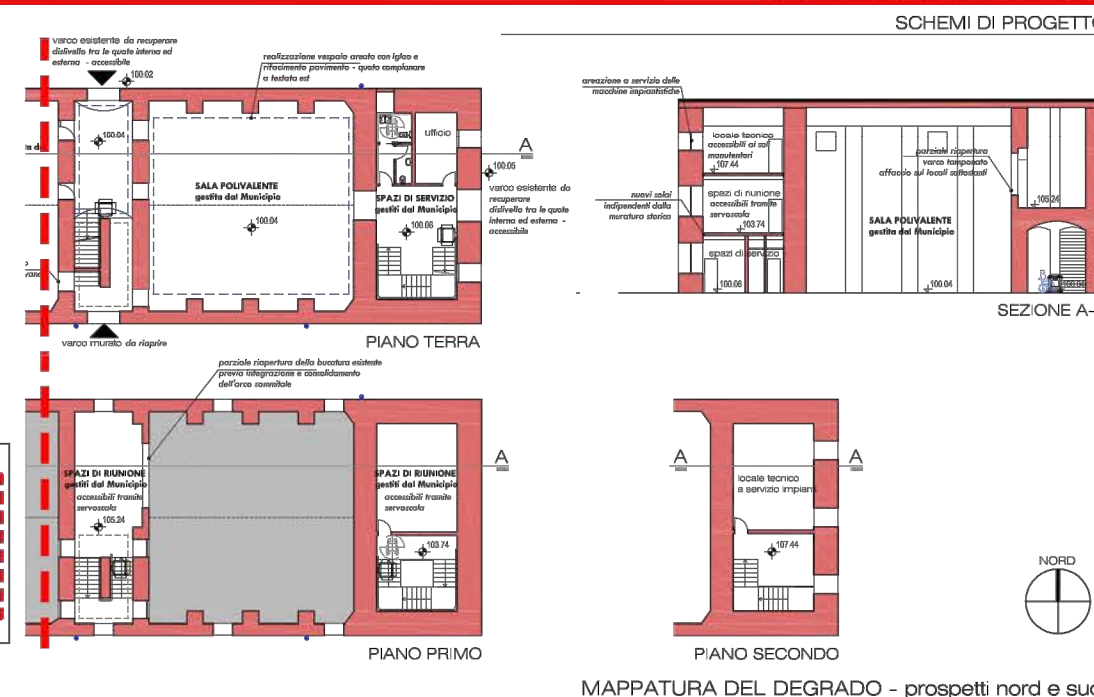 SCHEMI DI PROGETTO
varco esistente da recuperare
dislivello tra le quote interna ed
esterna - accessibile
100.02
realizzazione vespaio areato con igloo e
rifacimento pavimento - quota complanare
a testata est
100.04
ufficio
A
100.05
varco esistente da
recuperare
dislivello tra le quote
interna ed esterna -
accessibile
SALA POLIVALENTE
gestita dal Municipio
100.04
SPAZI DI SERVIZIO
gestiti dal Municipio
100.06
varco murato da riaprire
PIANO TERRA
areazione a servizio delle
macchine impiantistiche
locale tecnico
accessibili ai soli
manutentori
107.44
nuovi solai
indipendenti dalla
muratura storica
spazi di riunione
accessibili tramite
servoscala
103.74
spazi di servizio
100.06
parziale riapertura
varco tamponato
affaccio sui locali sottostanti
SALA POLIVALENTE
gestita dal Municipio
100.04
105.24
SEZIONE A-
parziale riapertura della bucatura esistente
previa integrazione e consolidamento
dell'arco sommitale
SPAZI DI RIUNIONE
gestiti dal Municipio
accessibili tramite
servoscala
105.24
SPAZI DI RIUNIONE
gestiti dal Municipio
accessibili tramite
servoscala
103.74
A
PIANO PRIMO
A
A
locale tecnico
a servizio impianti
107.44
PIANO SECONDO
NORD
MAPPATURA DEL DEGRADO - prospetti nord e sud